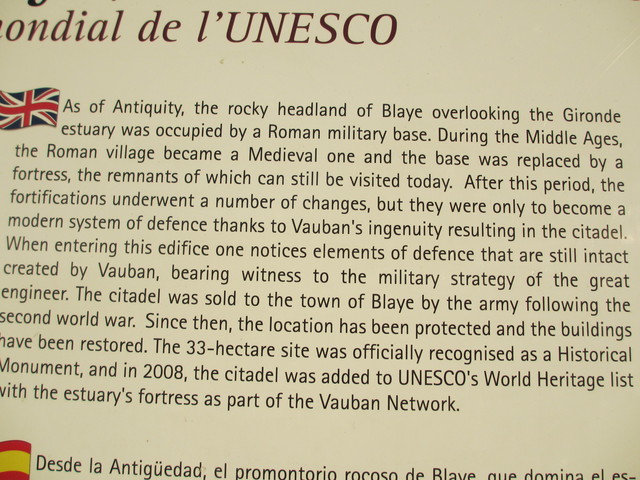 mondial de l'UNESCO
As of Antiquity, the rocky headland of Blaye overlooking the Gironde
estuary was occupied by a Roman military base. During the Middle Ages,
the Roman village became a Medieval one and the base was replaced by a
fortress, the remnants of which can still be visited today. After this period, the
fortifications underwent a number of changes, but they were only to become a
modern system of defence thanks to Vauban's ingenuity resulting in the citadel.
When entering this edifice one notices elements of defence that are still intact
created by Vauban, bearing witness to the military strategy of the great
engineer. The citadel was sold to the town of Blaye by the army following the
second world war. Since then, the location has been protected and the buildings
have been restored. The 33-hectare site was officially recognised as a Historical
Monument, and in 2008, the citadel was added to UNESCO's World Heritage list
with the estuary's fortress as part of the Vauban Network.
Desde la Antigüedad, el promontorio rocoso de Blaye, que domina el es-